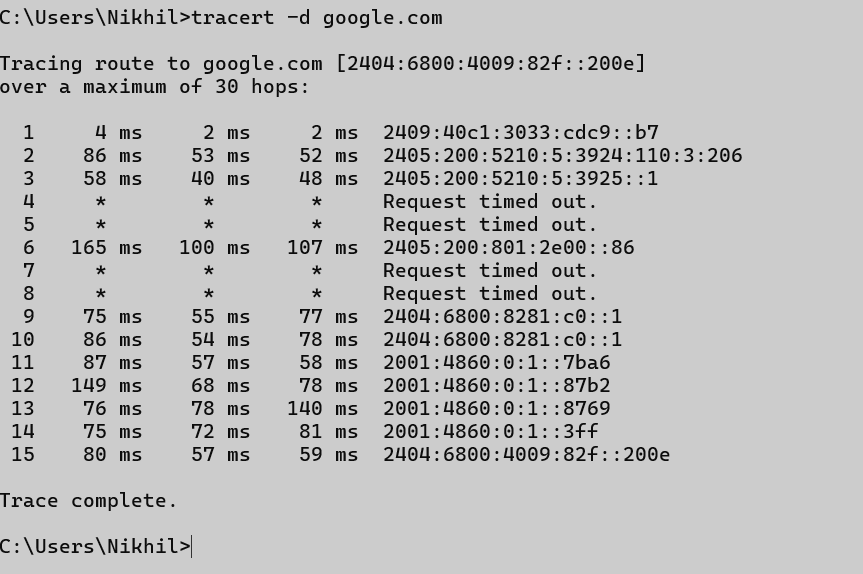 C:\Users\Nikhil>tracert -d google.com
Tracing route to google.com [2404:6800:4009:82f::200e]
over a maximum of 30 hops:
1 4 ms 2 ms 2 ms 2409:40c1:3033:cdc9::b7
2 86 ms 53 ms 52 ms 2405:200:5210:5:3924:110:3:206
3 58 ms 40 ms 48 ms 2405:200:5210:5:3925::1
4 * * * Request timed out.
5 * * * Request timed out.
6 165 ms 100 ms 107 ms 2405:200:801:2e00::86
7 * * * Request timed out.
8 * * * Request timed out.
9 75 ms 55 ms 77 ms 2404:6800:8281:c0::1
10 86 ms 54 ms 78 ms 2404:6800:8281:c0::1
11 87 ms 57 ms 58 ms 2001:4860:0:1::7ba6
12 149 ms 68 ms 78 ms 2001:4860:0:1::87b2
13 76 ms 78 ms 140 ms 2001:4860:0:1::8769
14 75 ms 72 ms 81 ms 2001:4860:0:1::3ff
15 80 ms 57 ms 59 ms 2404:6800:4009:82f::200e
Trace complete.
C:\Users\Nikhil>